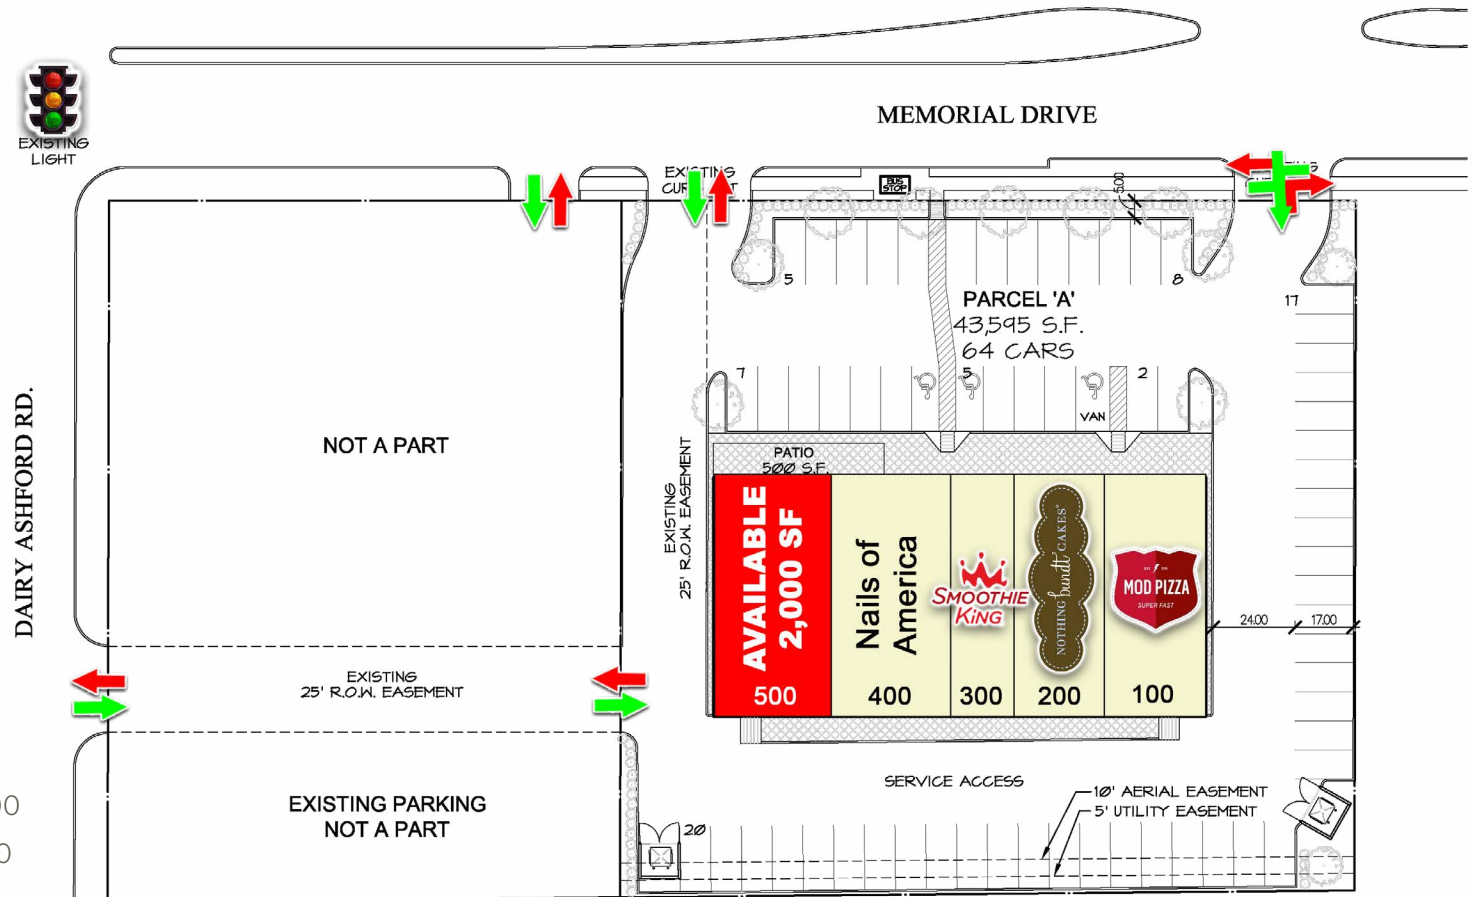 MEMORIAL DRIVE
EXISTING
LIGHT
EXISTING
BUS
STOP
5.00
5
8
PARCEL 'A'
43,595 S.F.
64 CARS
17
7
5
2
VAN
DAIRY ASHFORD RD.
NOT A PART
EXISTING
25' R.O.W. EASEMENT
PATIO
500 S.F.
AVAILABLE
2,000 SF
500
Nails of
America
400
SMOOTHIE
KING
300
NOTHING bundt CAKES
200
MOD PIZZA
SUPER FAST
100
24.00
17.00
EXISTING
25' R.O.W. EASEMENT
SERVICE ACCESS
10' AERIAL EASEMENT
5' UTILITY EASEMENT
EXISTING PARKING
NOT A PART
20